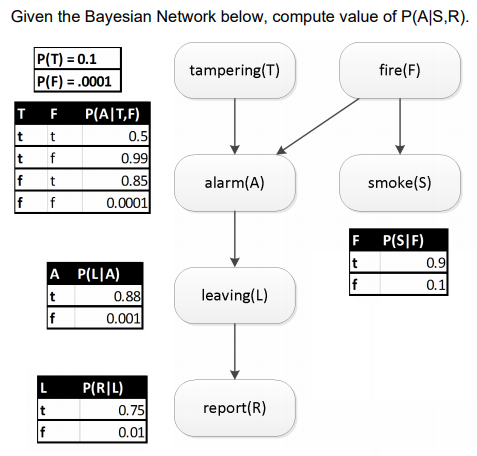 Given the Bayesian Network below, compute value of P(A|S,R).
P(T) = 0.1
P(F) = .0001
tampering(T)
fire(F)
T F P(A|T,F)
t t 0.5
t f 0.99
f t 0.85
f f 0.0001
alarm(A)
smoke(S)
F P(S|F)
t 0.9
f 0.1
A P(L|A)
t 0.88
f 0.001
leaving(L)
L P(R|L)
t 0.75
f 0.01
report(R)